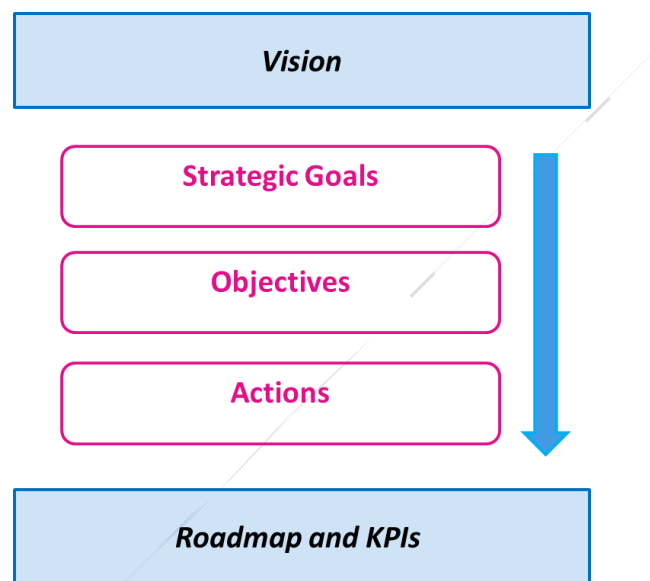 Vision
Strategic Goals
Objectives
Actions
Roadmap and KPIs